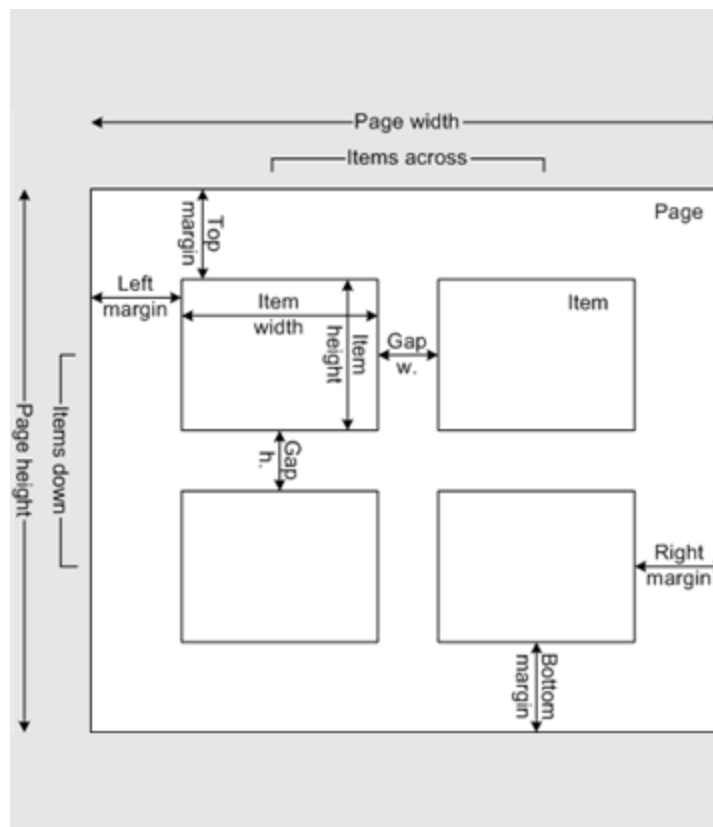 Page width
Items across
Page
Top
margin
Left
margin
Item
width
Item
height
Item
Gap
w.
Page height
Items down
Gap
h.
Right
margin
Bottom
margin